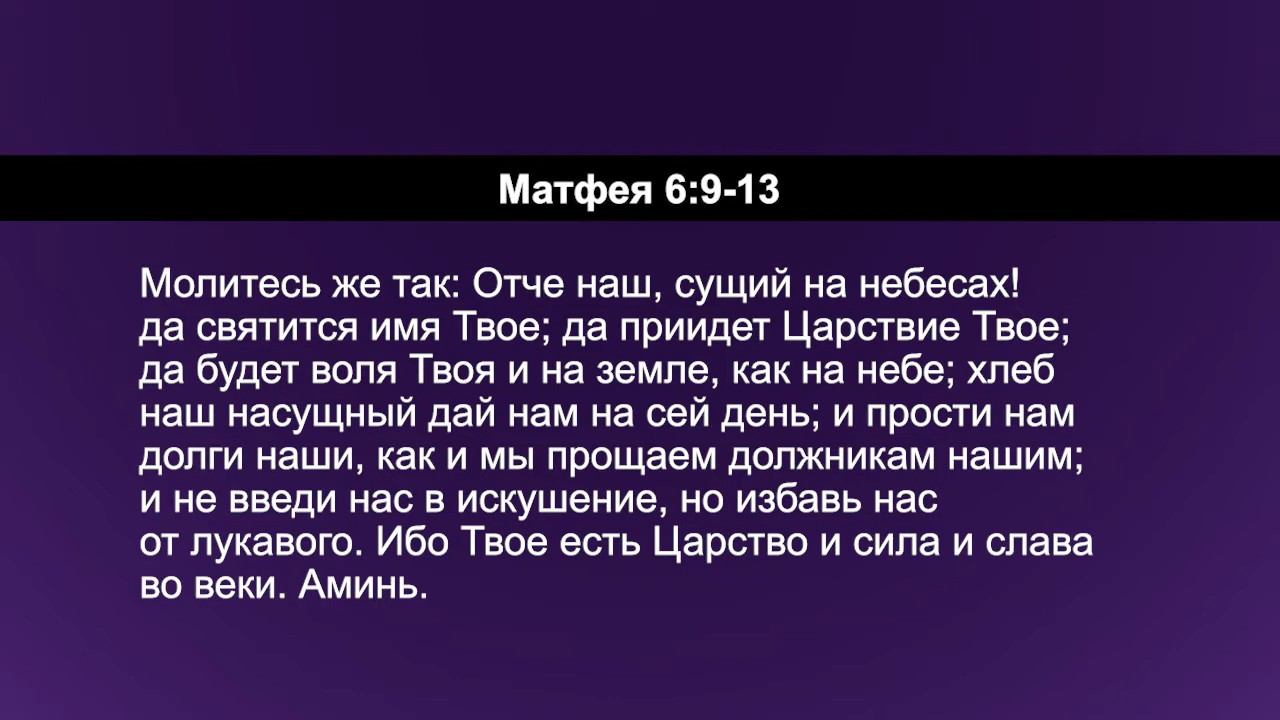 Матфея 6:9-13
Молитесь же так: Отче наш, сущий на небесах!
да святится имя Твое; да приидет Царствие Твое;
да будет воля Твоя и на земле, как на небе; хлеб
наш насущный дай нам на сей день; и прости нам
долги наши, как и мы прощаем должникам нашим;
и не введи нас в искушение, но избавь нас
от лукавого. Ибо Твое есть Царство и сила и слава
во веки. Аминь.